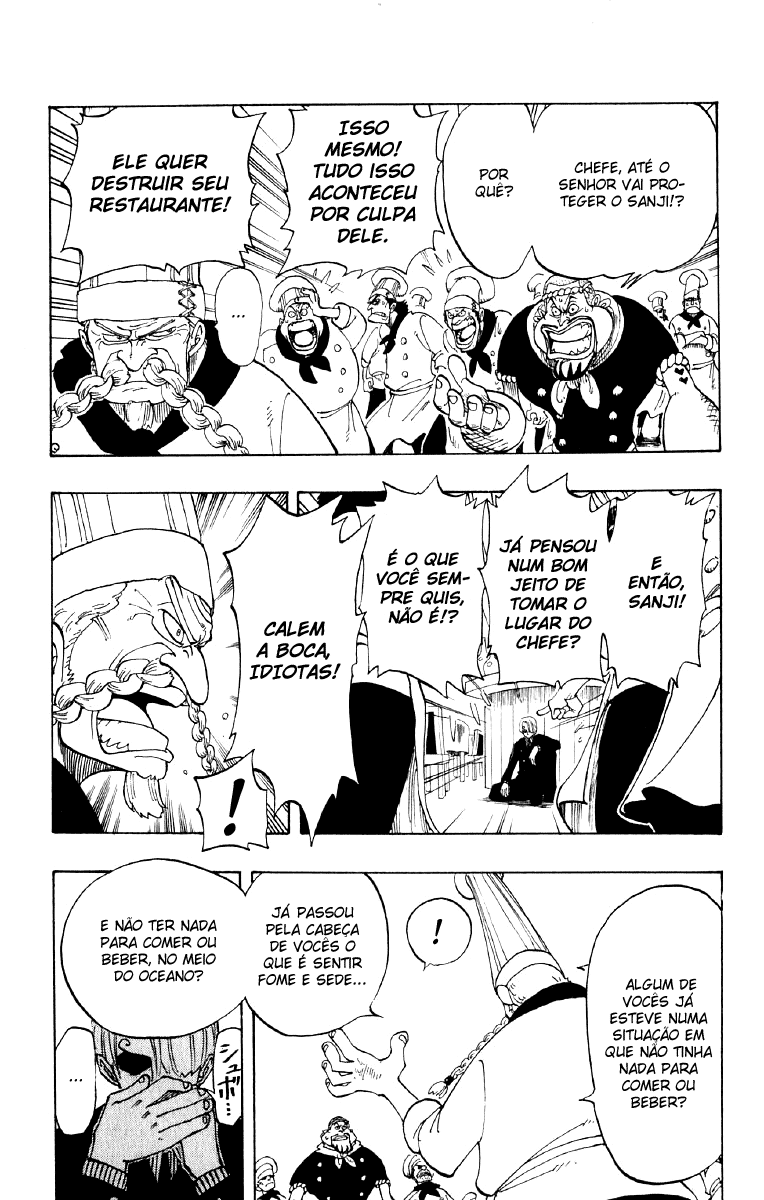 CHEFE, ATÉ O
SENHOR VAI PRO-
TEGER O SANJI!?
POR
QUÊ?
ISSO
MESMO!
TUDO ISSO
ACONTECEU
POR CULPA
DELE.
ELE QUER
DESTRUIR SEU
RESTAURANTE!
...
E
ENTÃO,
SANJI!
JÁ PENSOU
NUM BOM
JEITO DE
TOMAR O
LUGAR DO
CHEFE?
É O QUE
VOCÊ SEM-
PRE QUIS,
NÃO É!?
CALEM
A BOCA,
IDIOTAS!
!
ALGUM DE
VOCÊS JÁ
ESTEVE NUMA
SITUAÇÃO EM
QUE NÃO TINHA
NADA PARA
COMER OU
BEBER?
!
JÁ PASSOU
PELA CABEÇA
DE VOCÊS O
QUE É SENTIR
FOME E SEDE...
E NÃO TER NADA
PARA COMER OU
BEBER, NO MEIO
DO OCEANO?
シュボ...
...